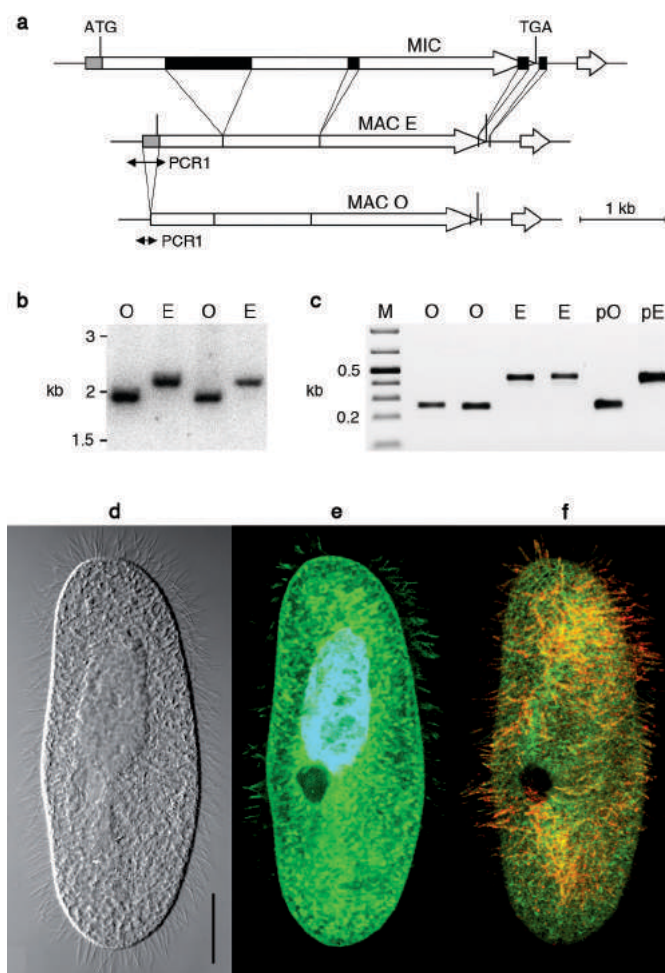 a
ATG
TGA
MIC
MAC E
PCR1
MAC O
PCR1
1 kb
b
O E O E
3
kb 2
1.5
c
M O O E E pO pE
0.5
kb
0.2
d e f